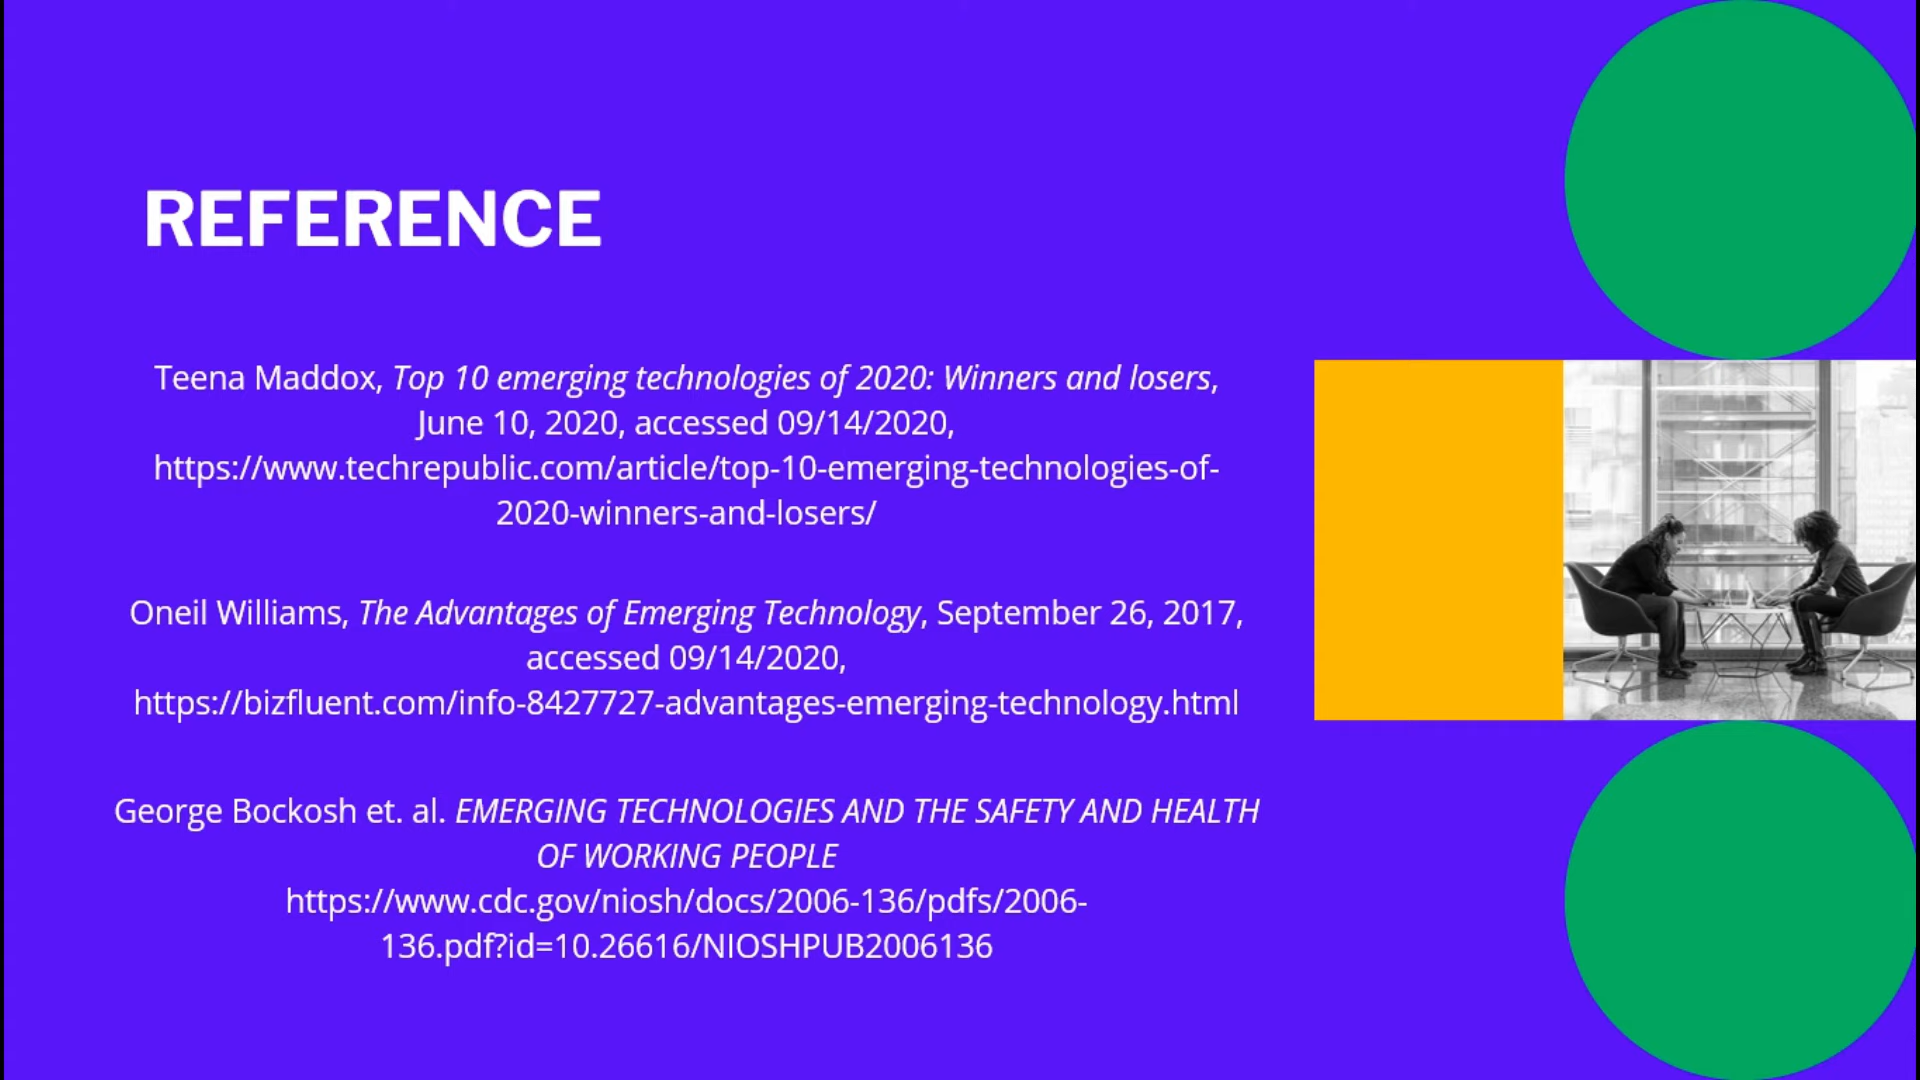 REFERENCE
Teena Maddox, Top 10 emerging technologies of 2020: Winners and losers,
June 10, 2020, accessed 09/14/2020,
https://www.techrepublic.com/article/top-10-emerging-technologies-of-
2020-winners-and-losers/
Oneil Williams, The Advantages of Emerging Technology, September 26, 2017,
accessed 09/14/2020,
https://bizfluent.com/info-8427727-advantages-emerging-technology.html
George Bockosh et. al. EMERGING TECHNOLOGIES AND THE SAFETY AND HEALTH
OF WORKING PEOPLE
https://www.cdc.gov/niosh/docs/2006-136/pdfs/2006-
136.pdf?id=10.26616/NIOSHPUB2006136